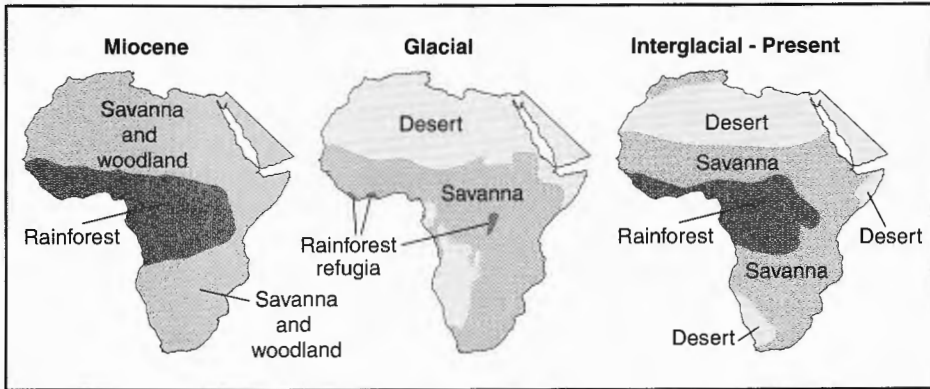 Miocene
Savanna
and
woodland
Rainforest
Savanna
and
woodland
Glacial
Desert
Savanna
Rainforest
refugia
Interglacial - Present
Desert
Savanna
Rainforest
Desert
Savanna
Desert